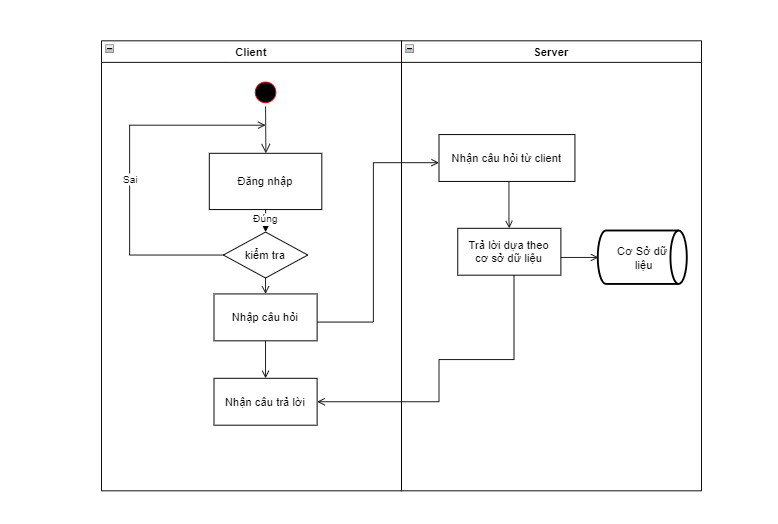 Client
Server
Sai
Đăng nhập
Đúng
kiểm tra
Nhập câu hỏi
Nhận câu trả lời
Nhận câu hỏi từ client
Trả lời dựa theo
cơ sở dữ liệu
Cơ Sở dữ
liệu